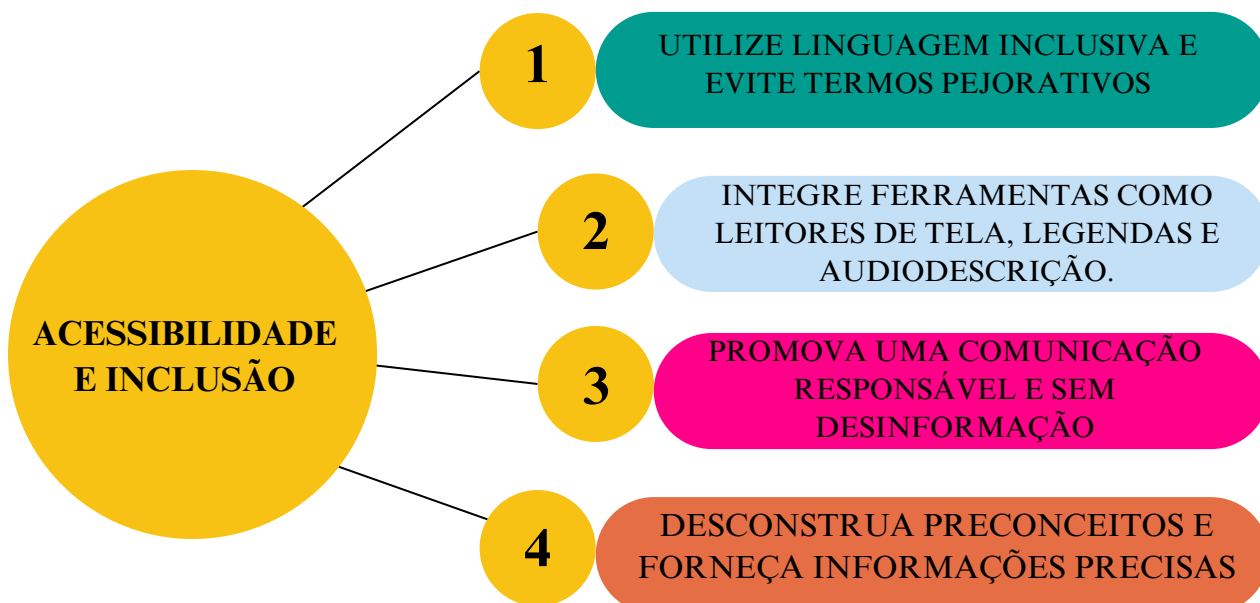 ACESSIBILIDADE
E INCLUSÃO
1
UTILIZE LINGUAGEM INCLUSIVA E
EVITE TERMOS PEJORATIVOS
2
INTEGRE FERRAMENTAS COMO
LEITORES DE TELA, LEGENDAS E
AUDIODESCRIÇÃO.
3
PROMOVA UMA COMUNICAÇÃO
RESPONSÁVEL E SEM
DESINFORMAÇÃO
4
DESCONSTRUA PRECONCEITOS E
FORNEÇA INFORMAÇÕES PRECISAS